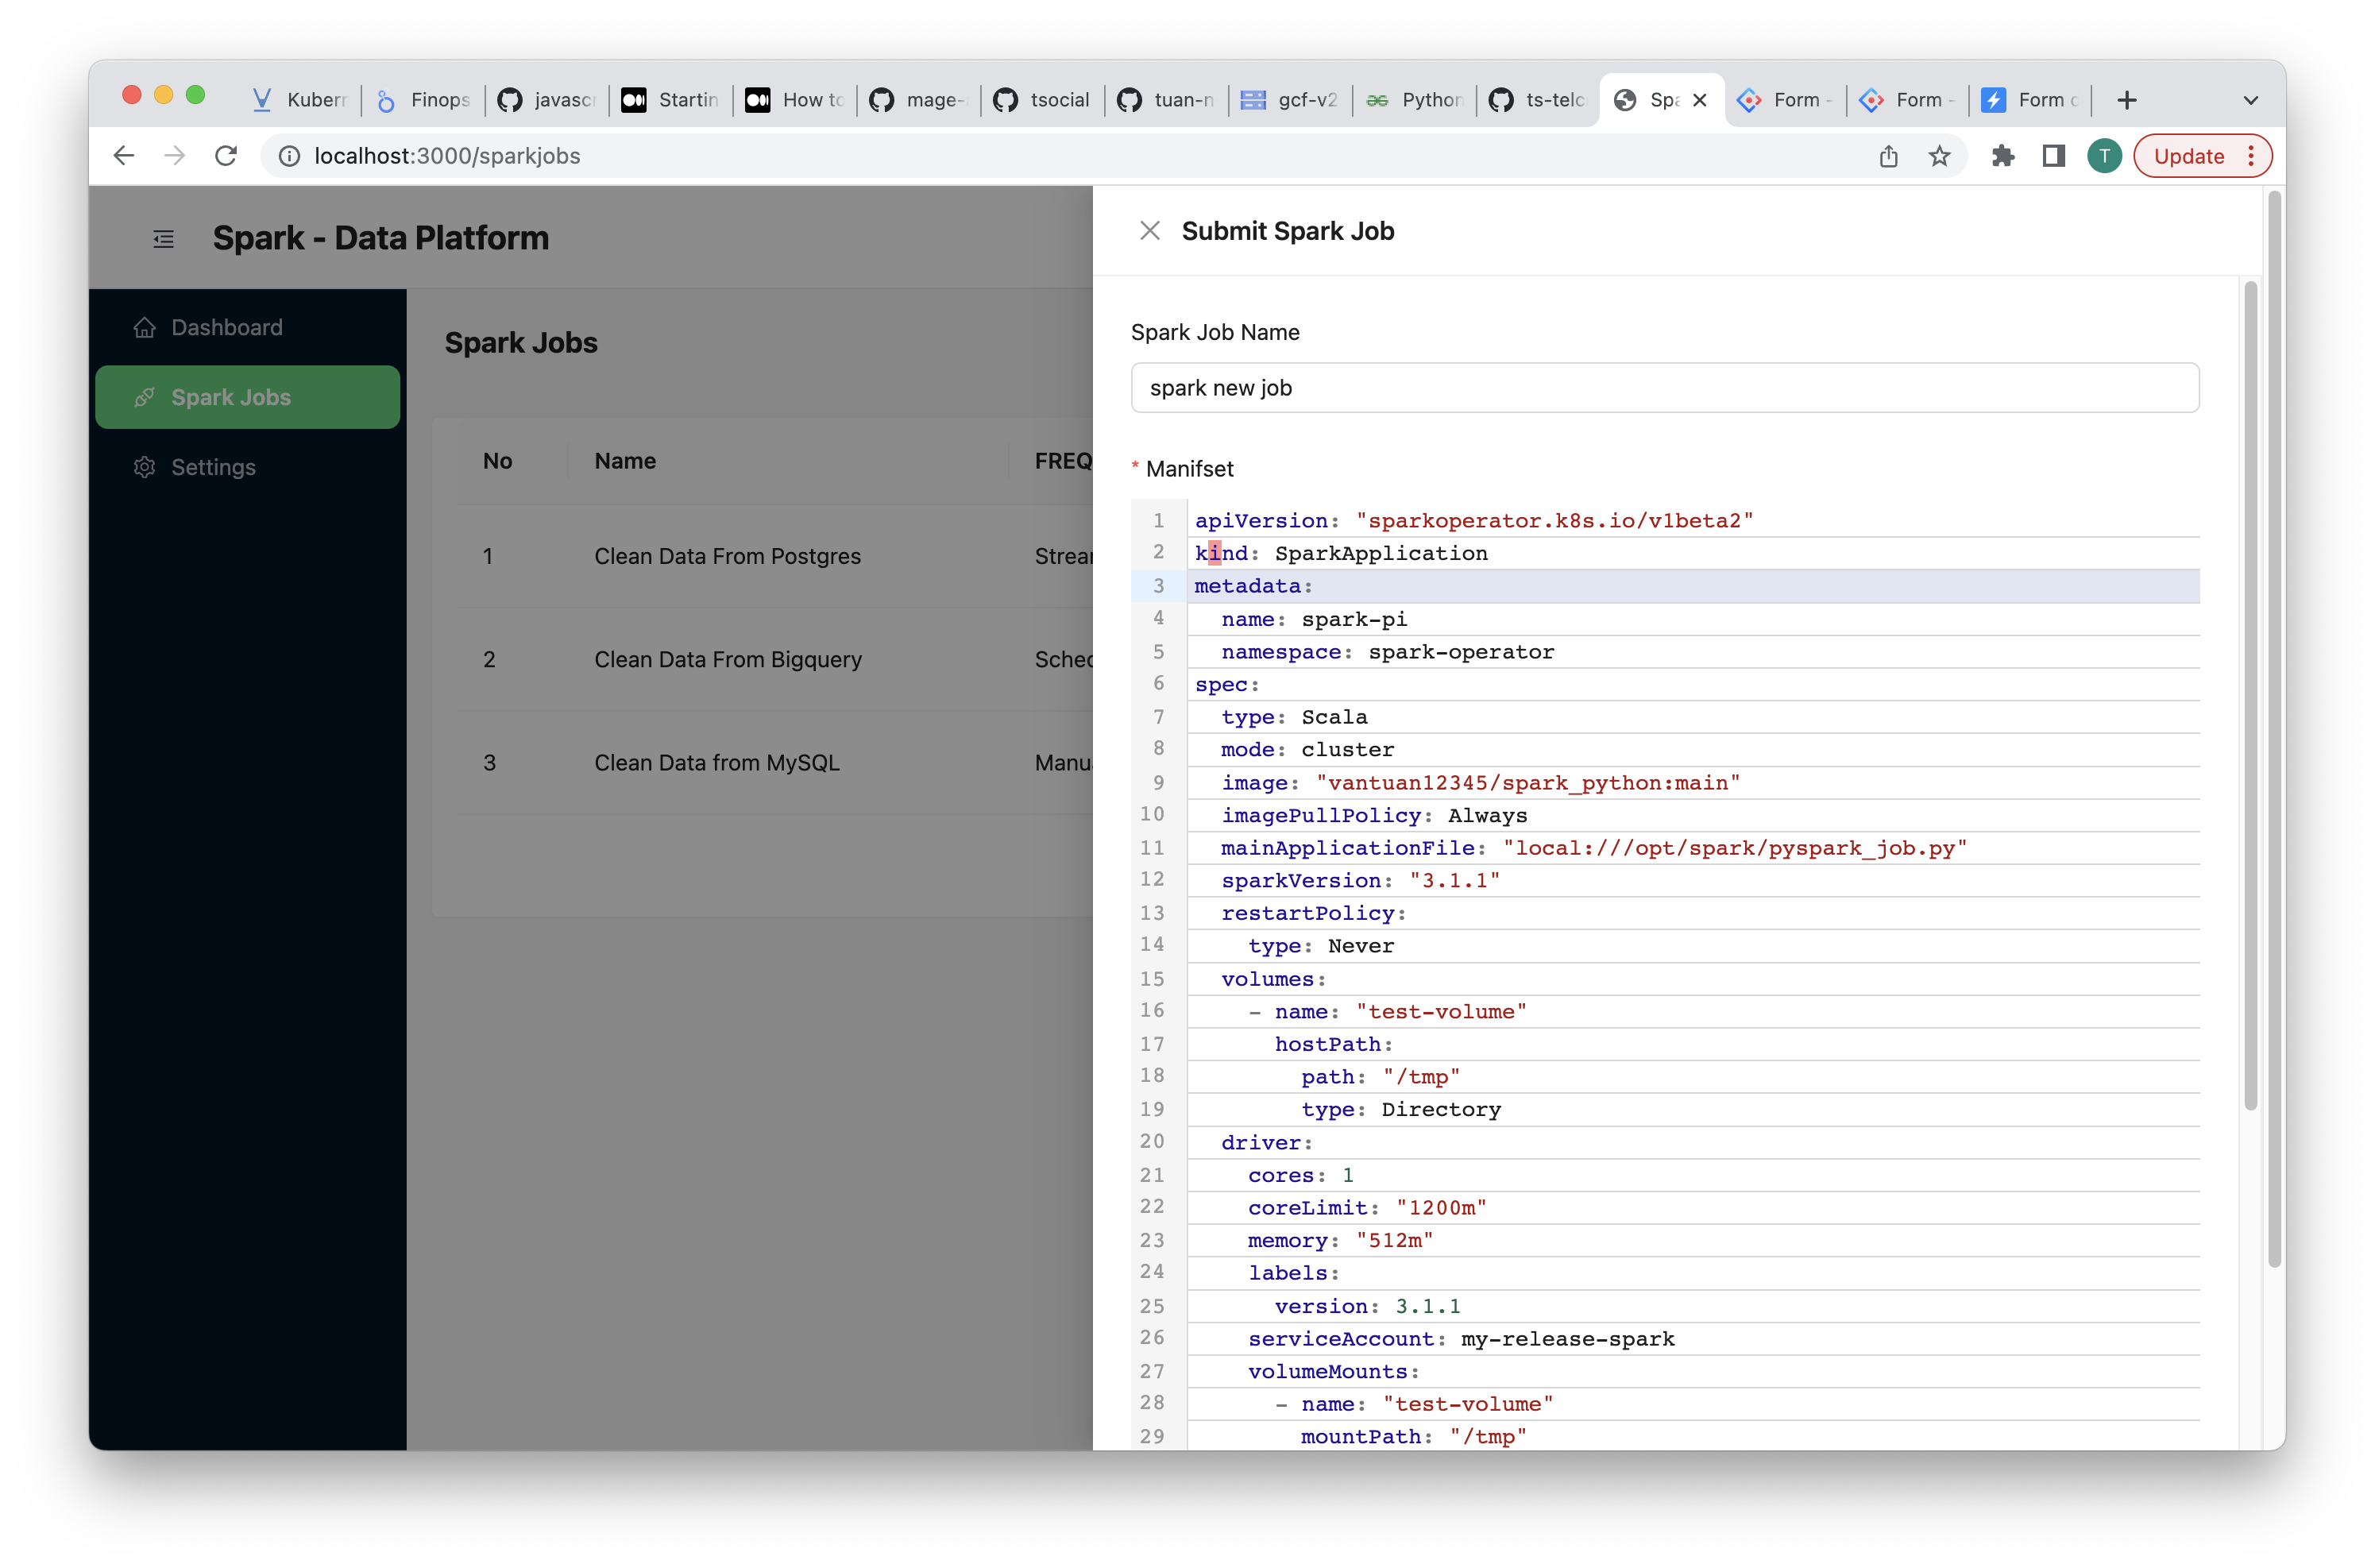 Kubern
Finops
javascr
Startin
How to
mage-
tsocial
tuan-n
gcf-v2
Python
ts-telc
Spa
Form -
Form -
Form c
localhost:3000/sparkjobs
T
Update
Spark - Data Platform
Dashboard
Spark Jobs
Settings
Spark Jobs
No Name FREQ
1 Clean Data From Postgres Strear
2 Clean Data From Bigquery Sched
3 Clean Data from MySQL Manua
Submit Spark Job
Spark Job Name
spark new job
* Manifset
1 apiVersion: "sparkoperator.k8s.io/v1beta2"
2 kind: SparkApplication
3 metadata:
4   name: spark-pi
5   namespace: spark-operator
6 spec:
7   type: Scala
8   mode: cluster
9   image: "vantuan12345/spark_python:main"
10   imagePullPolicy: Always
11   mainApplicationFile: "local:///opt/spark/pyspark_job.py"
12   sparkVersion: "3.1.1"
13   restartPolicy:
14     type: Never
15   volumes:
16     - name: "test-volume"
17       hostPath:
18         path: "/tmp"
19         type: Directory
20   driver:
21     cores: 1
22     coreLimit: "1200m"
23     memory: "512m"
24     labels:
25       version: 3.1.1
26     serviceAccount: my-release-spark
27     volumeMounts:
28       - name: "test-volume"
29         mountPath: "/tmp"